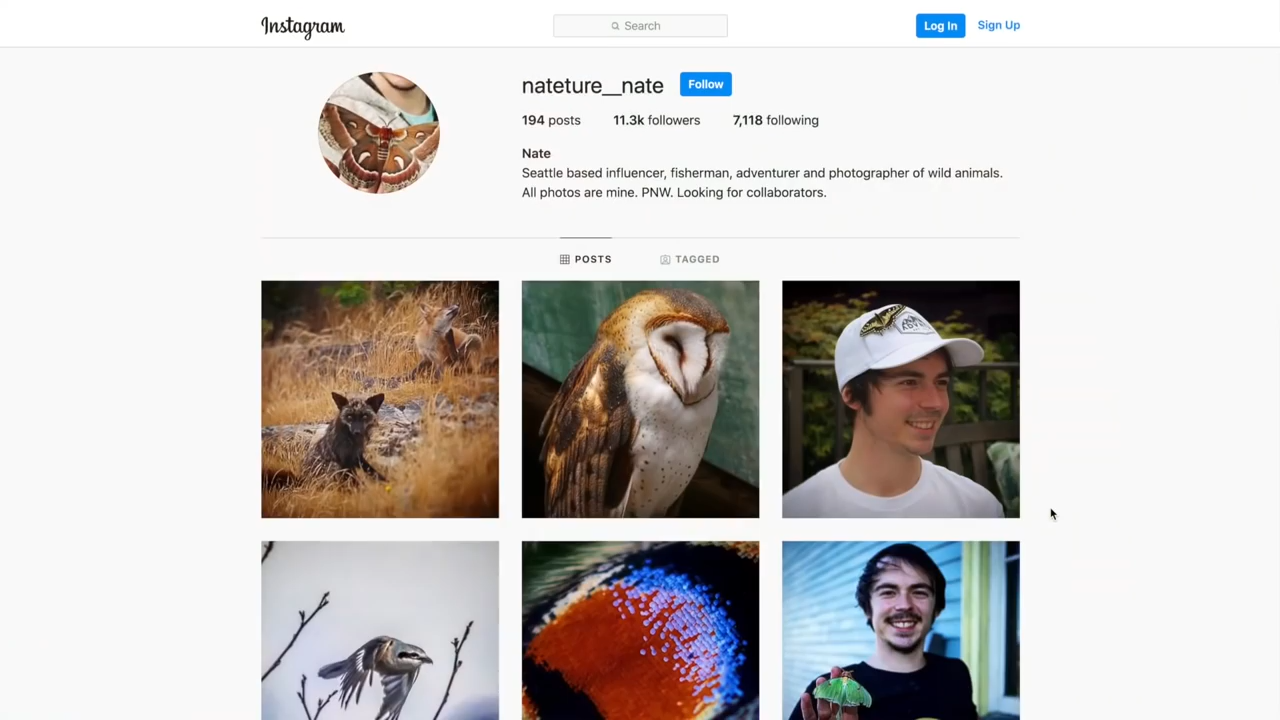 Instagram
Search
Log In
Sign Up
nateture__nate
Follow
194 posts 11.3k followers 7,118 following
Nate
Seattle based influencer, fisherman, adventurer and photographer of wild animals.
All photos are mine. PNW. Looking for collaborators.
POSTS
TAGGED